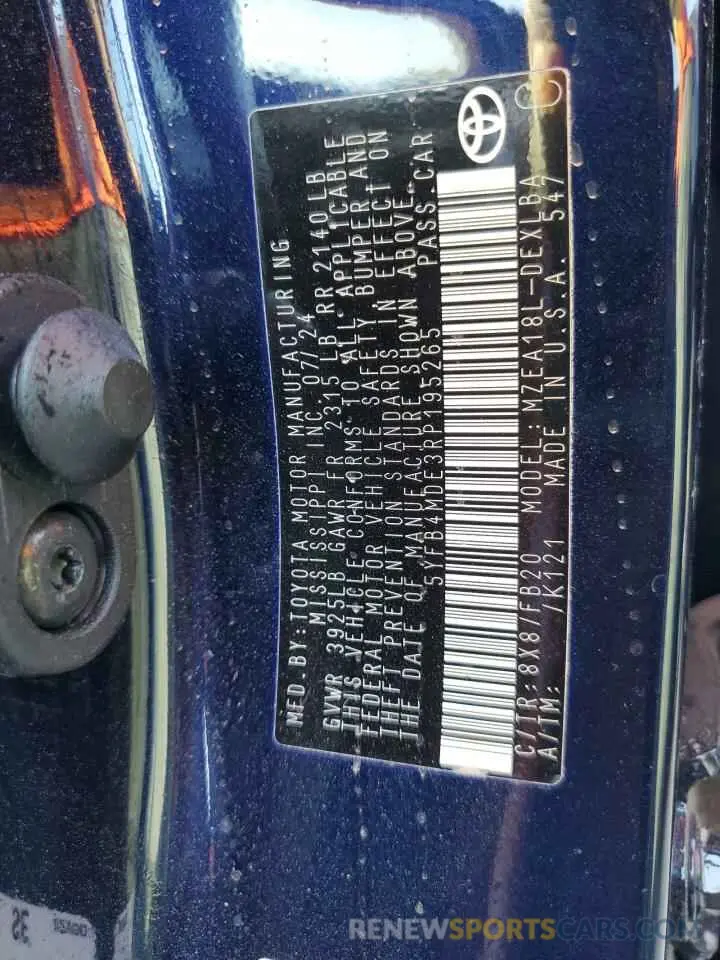 MFD.BY:TOYOTA MOTOR MANUFACTURING
MISSISSIPPI INC. 07/24
GVWR 3925LB GAWR FR 2315 LB RR 2140 LB
THIS VEHICLE CONFORMS TO ALL APPLICABLE
FEDERAL MOTOR VEHICLE SAFETY, BUMPER AND
THEFT PREVENTION STANDARDS IN EFFECT ON
THE DATE OF MANUFACTURE SHOWN ABOVE.
5YFB4MDE3RP195265 PASS.CAR
C/TR:8X8/FB20 MODEL:MZEA18L-DEXLBA
A/TM: /K121 MADE IN U.S.A. 547
C
RENEWSPORTSCARS.COM